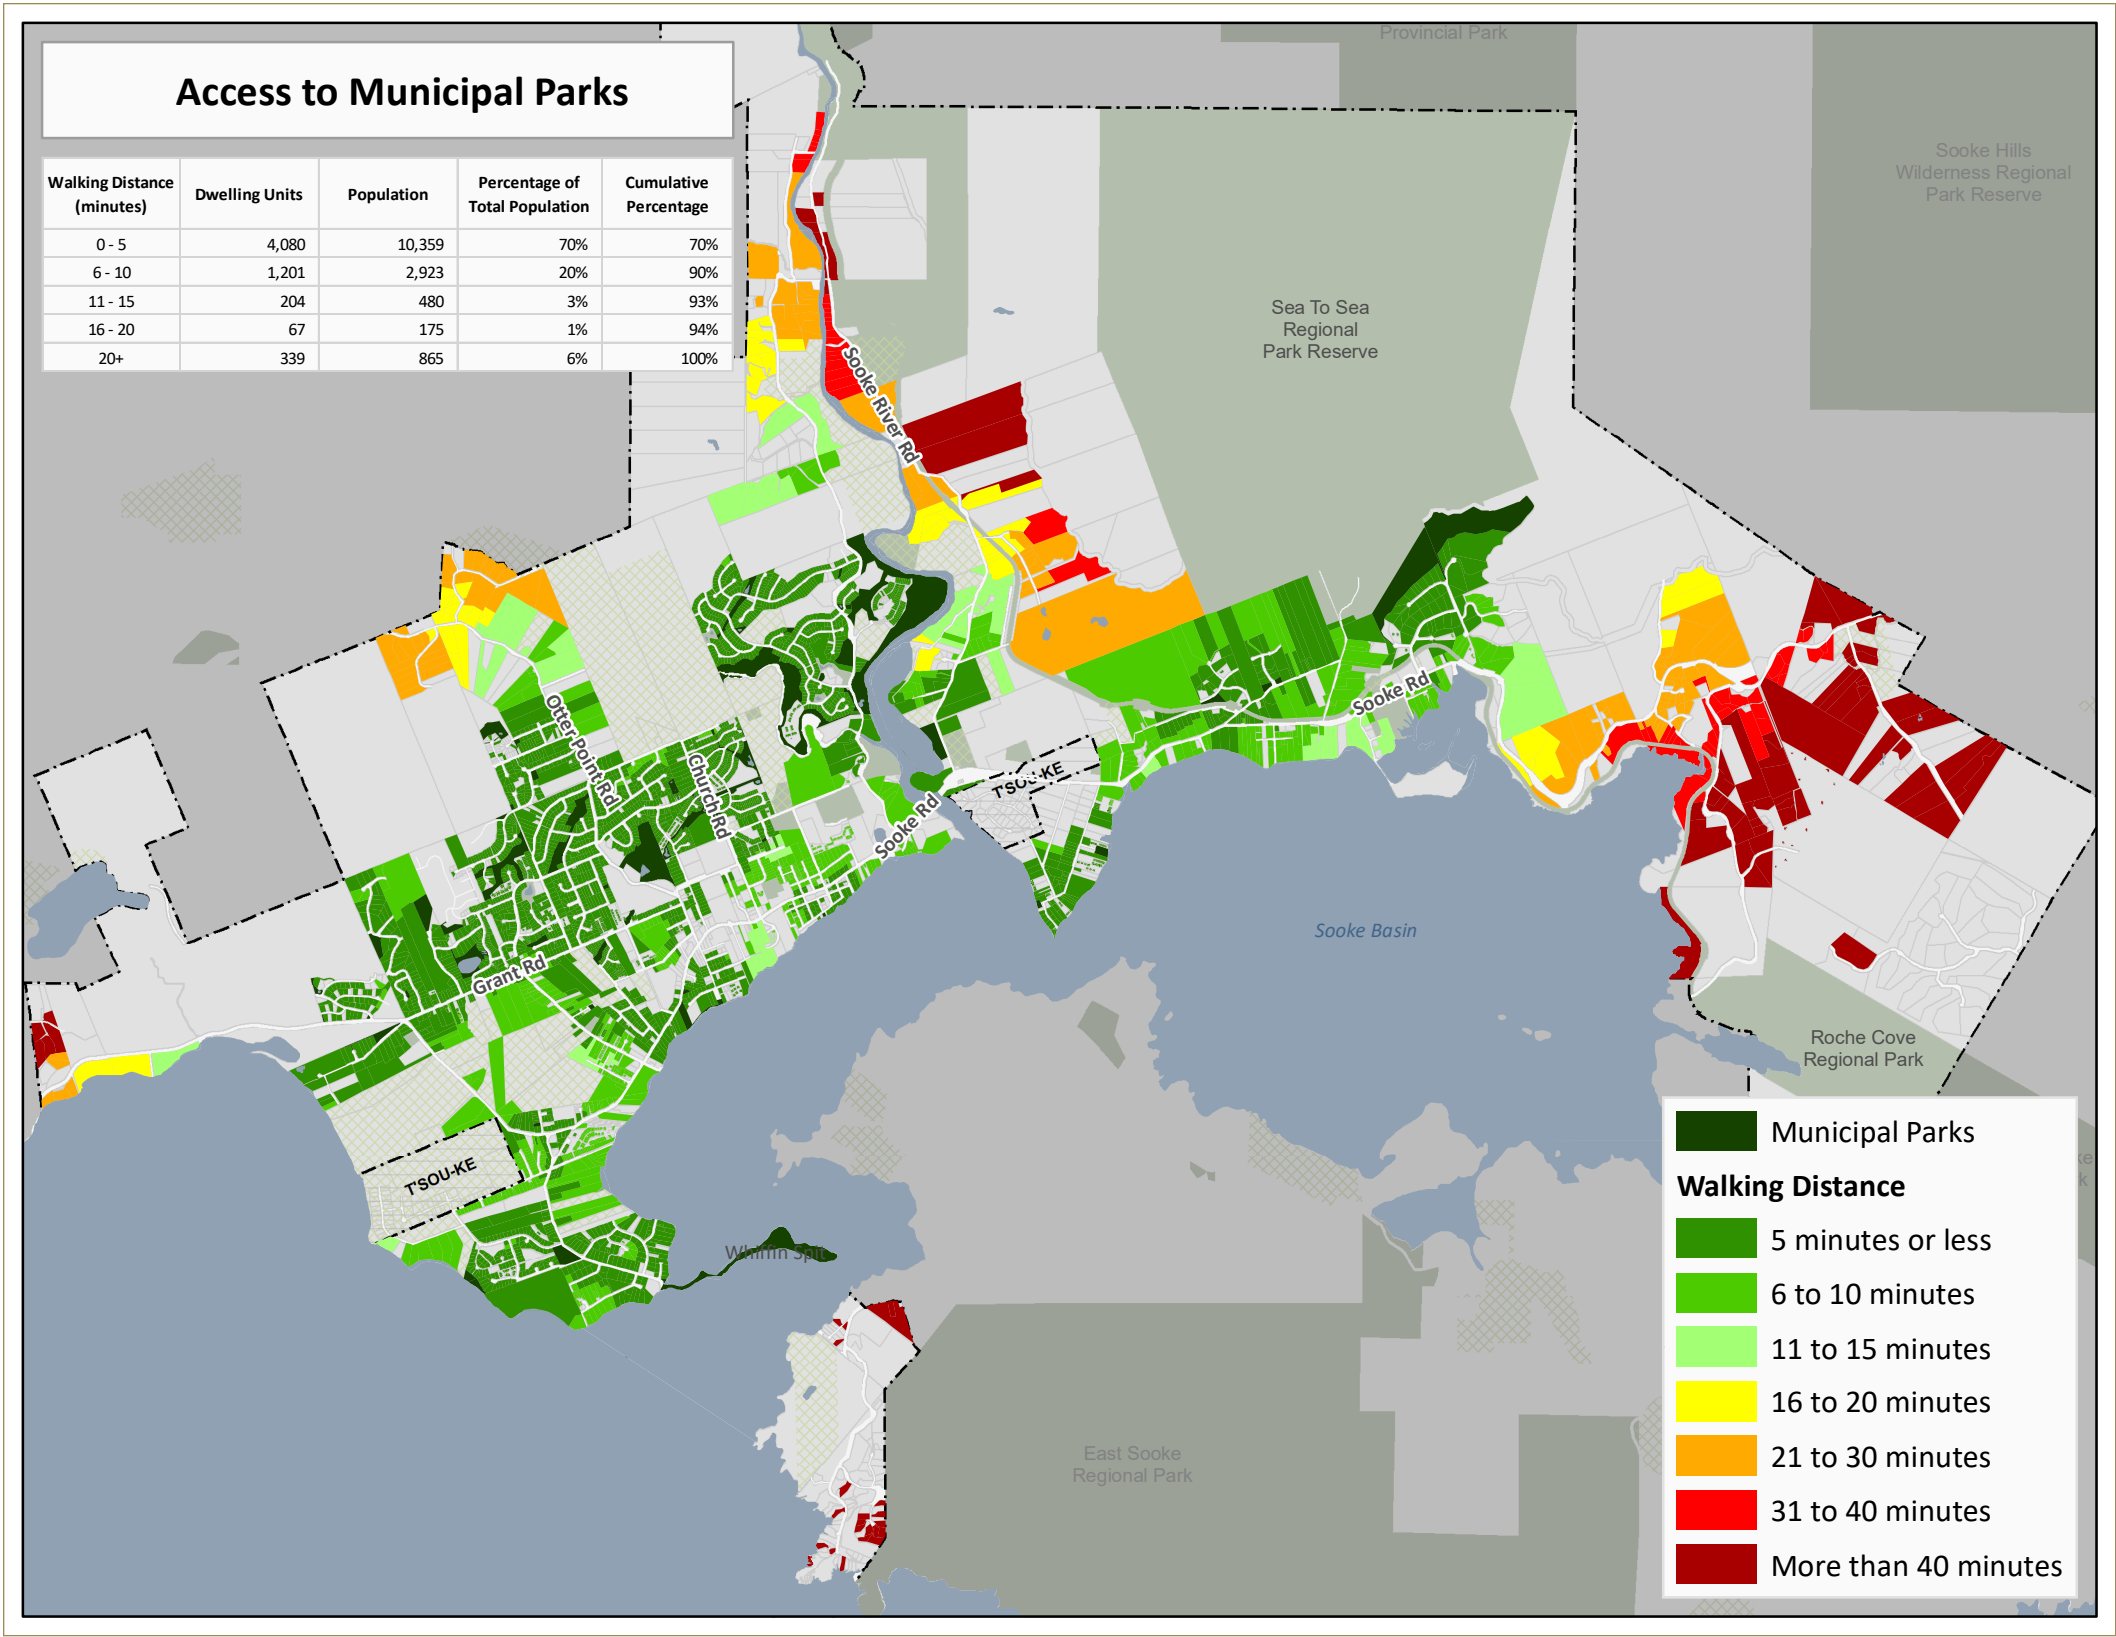 Access to Municipal Parks
Walking Distance (minutes) Dwelling Units Population Percentage of Total Population Cumulative Percentage
0 - 5 4,080 10,359 70% 70%
6 - 10 1,201 2,923 20% 90%
11 - 15 204 480 3% 93%
16 - 20 67 175 1% 94%
20+ 339 865 6% 100%
Provincial Park
Sooke Hills
Wilderness Regional
Park Reserve
Sea To Sea
Regional
Park Reserve
Sooke River Rd
Otter Point Rd
Church Rd
Sooke Rd
Sooke Rd
T'SOU-KE
Grant Rd
Sooke Basin
Roche Cove
Regional Park
T'SOU-KE
Whiffin Spit
East Sooke
Regional Park
Municipal Parks
Walking Distance
5 minutes or less
6 to 10 minutes
11 to 15 minutes
16 to 20 minutes
21 to 30 minutes
31 to 40 minutes
More than 40 minutes